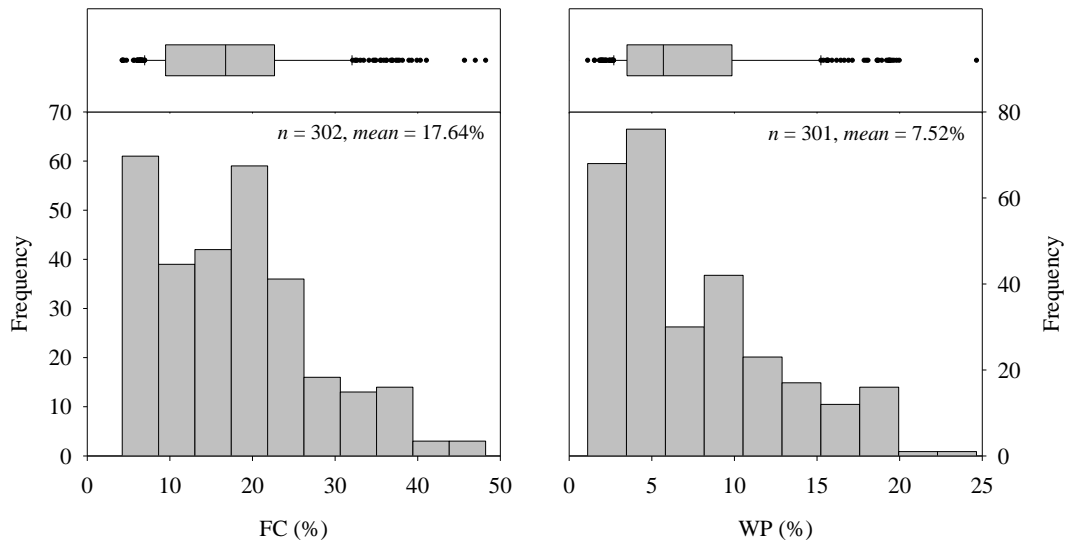 n = 302, mean = 17.64%
70
60
50
40
30
20
10
0
Frequency
0 10 20 30 40 50
FC (%)
n = 301, mean = 7.52%
80
60
40
20
0
Frequency
0 5 10 15 20 25
WP (%)